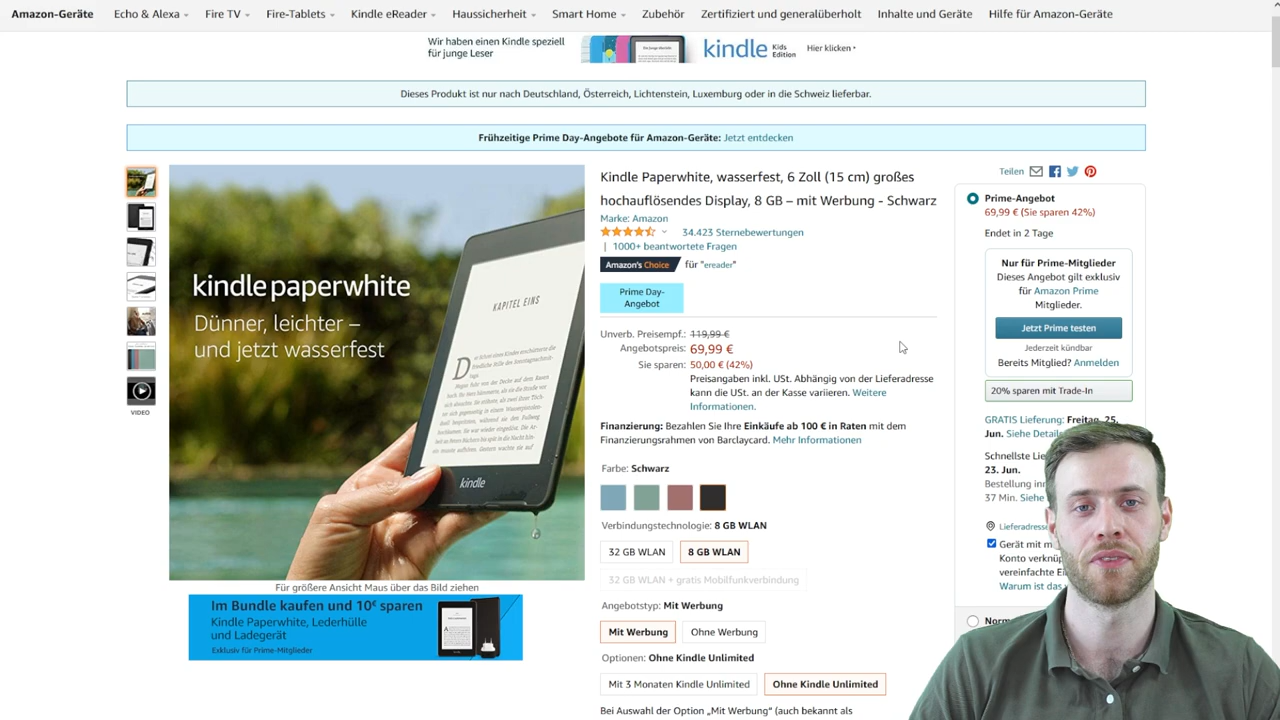 Amazon-Geräte
Echo & Alexa
Fire TV
Fire-Tablets
Kindle eReader
Haussicherheit
Smart Home
Zubehör
Zertifiziert und generalüberholt
Inhalte und Geräte
Hilfe für Amazon-Geräte
Wir haben einen Kindle speziell
für junge Leser
kindle Kids Edition
Hier klicken
Dieses Produkt ist nur nach Deutschland, Österreich, Lichtenstein, Luxemburg oder in die Schweiz lieferbar.
Frühzeitige Prime Day-Angebote für Amazon-Geräte: Jetzt entdecken
kindle paperwhite
Dünner, leichter –
und jetzt wasserfest
KAPITEL EINS
kindle
VIDEO
Für größere Ansicht Maus über das Bild ziehen
Im Bundle kaufen und 10€ sparen
Kindle Paperwhite, Lederhülle
und Ladegerät
Exklusiv für Prime-Mitglieder
Kindle Paperwhite, wasserfest, 6 Zoll (15 cm) großes
hochauflösendes Display, 8 GB – mit Werbung - Schwarz
Marke: Amazon
34.423 Sternebewertungen
| 1000+ beantwortete Fragen
Amazon's Choice für "ereader"
Prime Day-
Angebot
Unverb. Preisempf.: 119,99 €
Angebotspreis: 69,99 €
Sie sparen: 50,00 € (42%)
Preisangaben inkl. USt. Abhängig von der Lieferadresse
kann die USt. an der Kasse variieren. Weitere
Informationen.
Finanzierung: Bezahlen Sie Ihre Einkäufe ab 100 € in Raten mit dem
Finanzierungsrahmen von Barclaycard. Mehr Informationen
Farbe: Schwarz
Verbindungstechnologie: 8 GB WLAN
32 GB WLAN
8 GB WLAN
32 GB WLAN + gratis Mobilfunkverbindung
Angebotstyp: Mit Werbung
Mit Werbung
Ohne Werbung
Optionen: Ohne Kindle Unlimited
Mit 3 Monaten Kindle Unlimited
Ohne Kindle Unlimited
Bei Auswahl der Option „Mit Werbung" (auch bekannt als
Teilen
Prime-Angebot
69,99 € (Sie sparen 42%)
Endet in 2 Tage
Nur für Prime-Mitglieder
Dieses Angebot gilt exklusiv
für Amazon Prime
Mitglieder.
Jetzt Prime testen
Jederzeit kündbar
Bereits Mitglied? Anmelden
20% sparen mit Trade-In
GRATIS Lieferung: Freitag, 25.
Jun. Siehe Details
Schnellste Lie
23. Jun.
Bestellung inn
37 Min. Siehe
Lieferadresse
Gerät mit m
Konto verknüp
vereinfachte Ei
Warum ist das
Norm